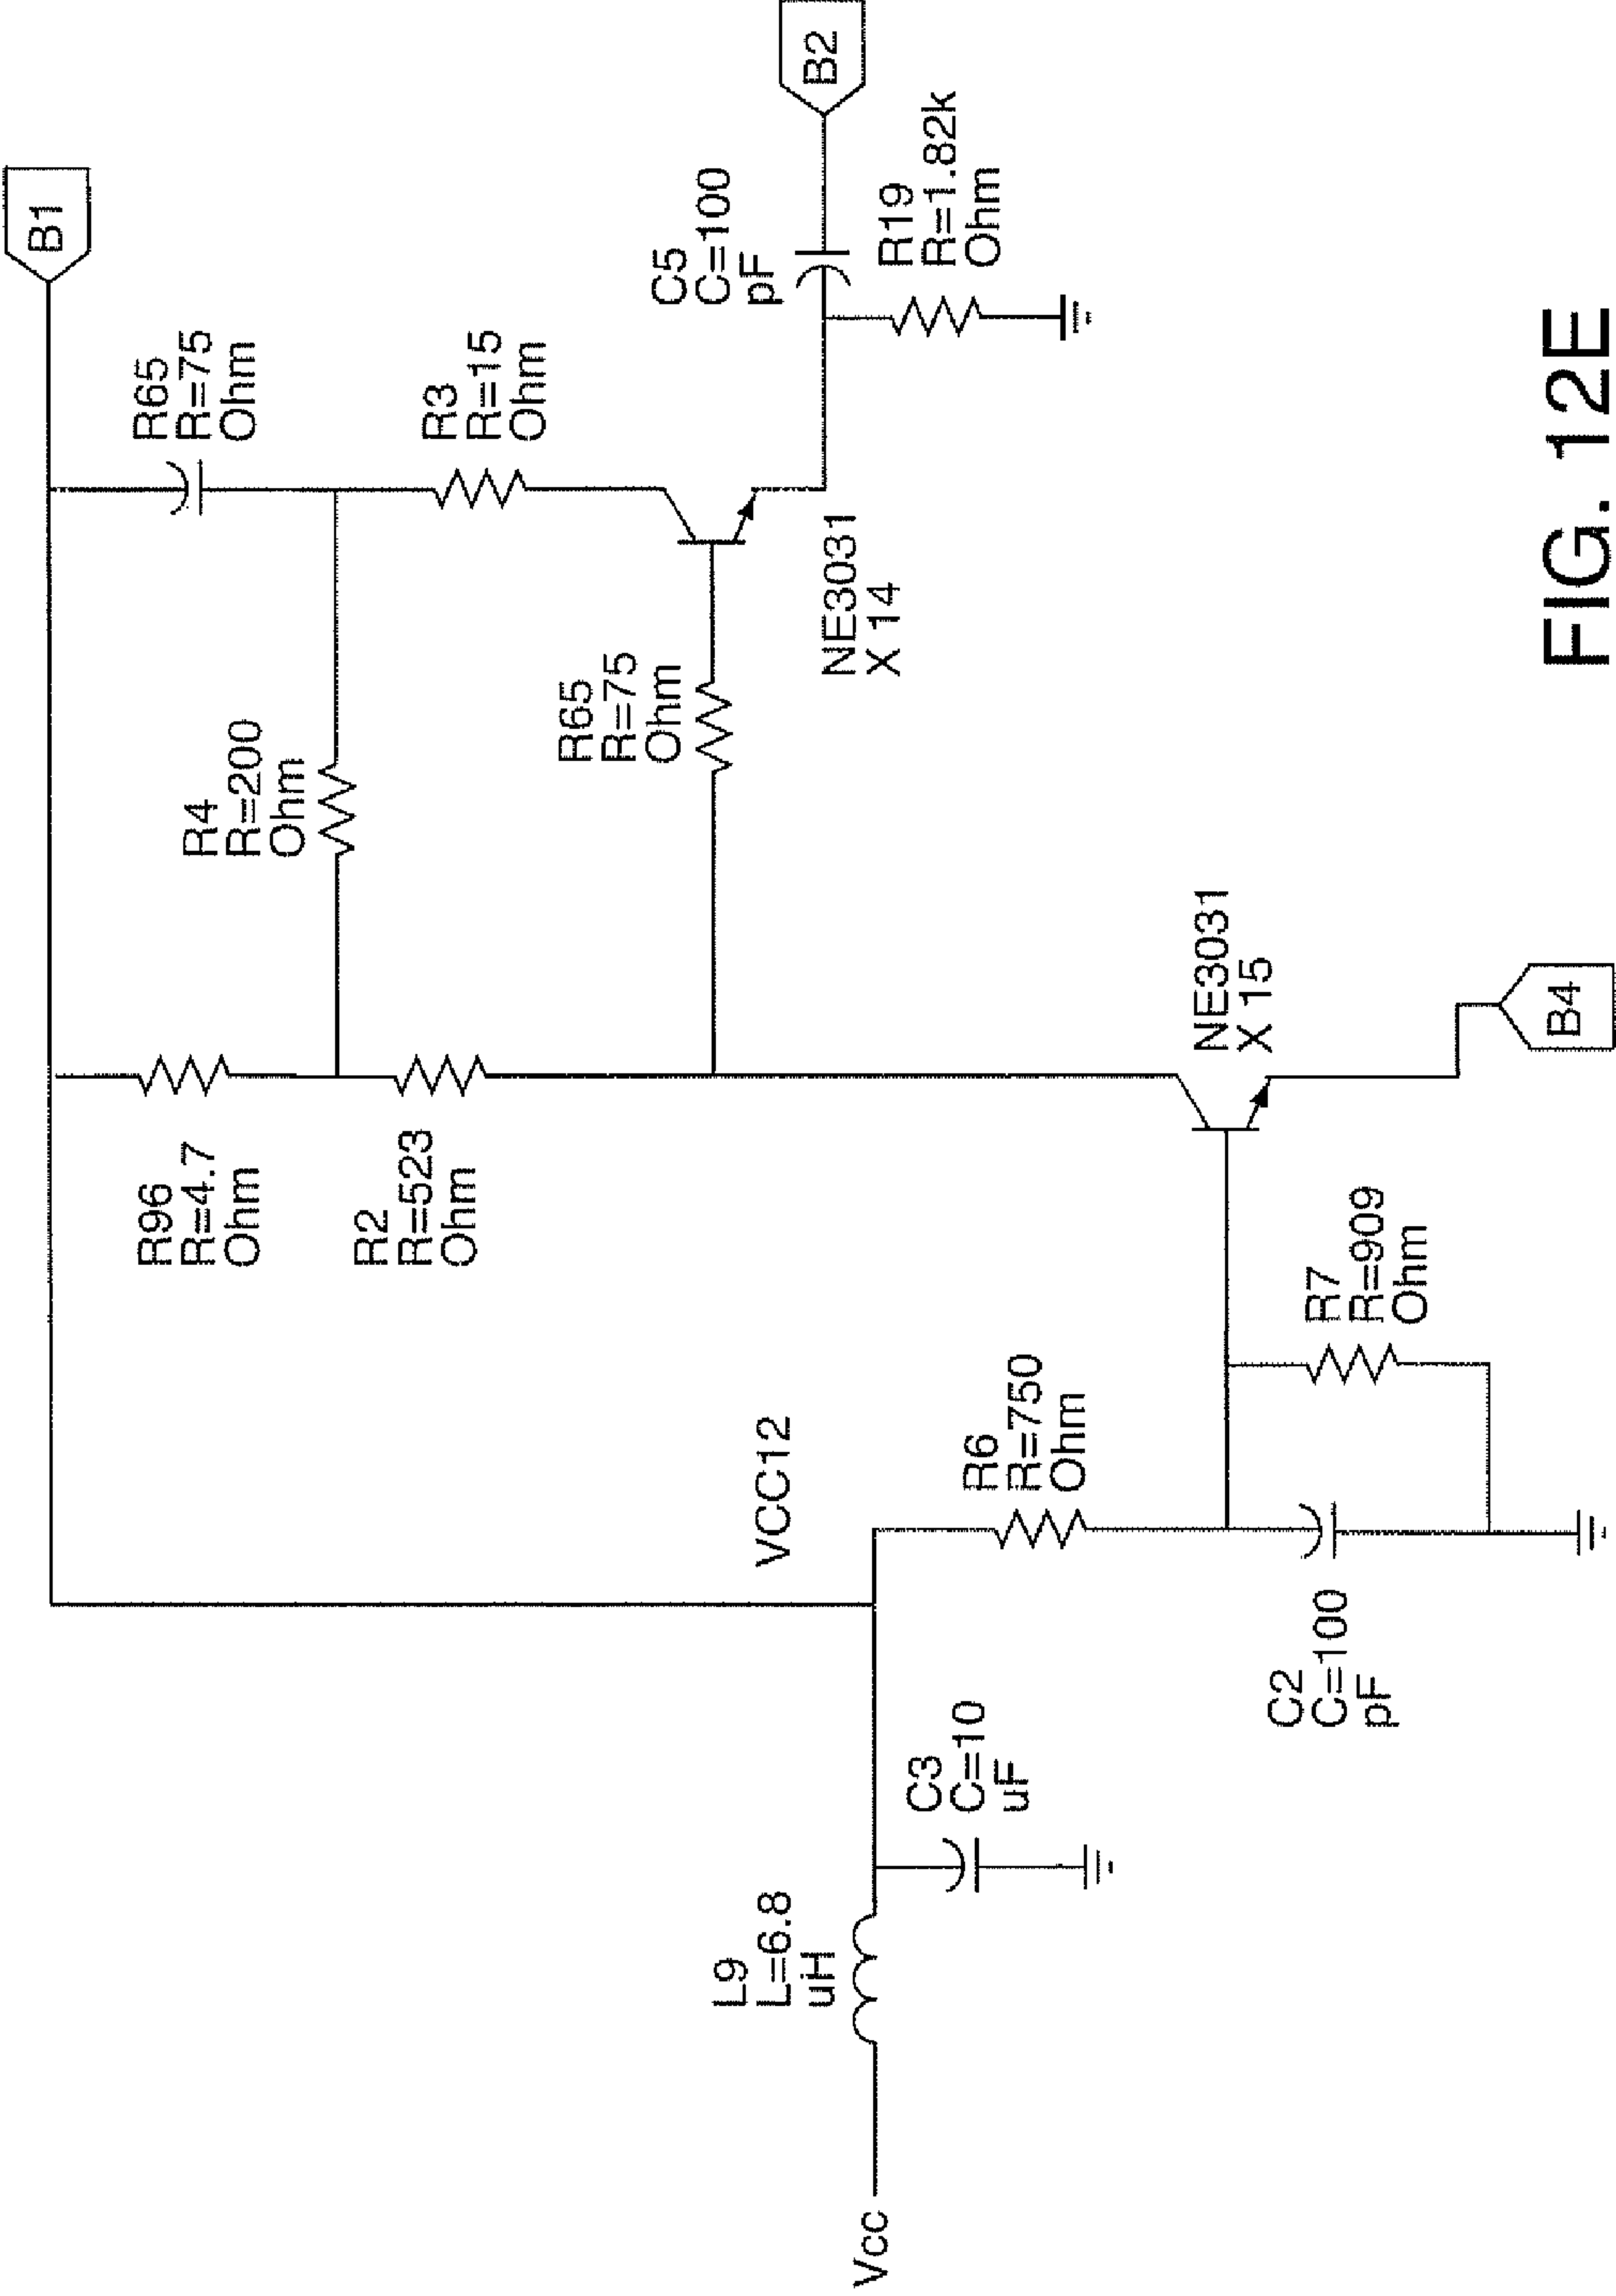 B1
R65
R=75
Ohm
R4
R=200
Ohm
R96
R=4.7
Ohm
R3
R=15
Ohm
R2
R=523
Ohm
R65
R=75
Ohm
C5
C=100
pF
B2
R19
R=1.82k
Ohm
NE3031
X 14
VCC12
L9
L=6.8
uH
Vcc
C3
C=10
uF
R6
R=750
Ohm
NE3031
X 15
C2
C=100
pF
R7
R=909
Ohm
B4
FIG. 12E